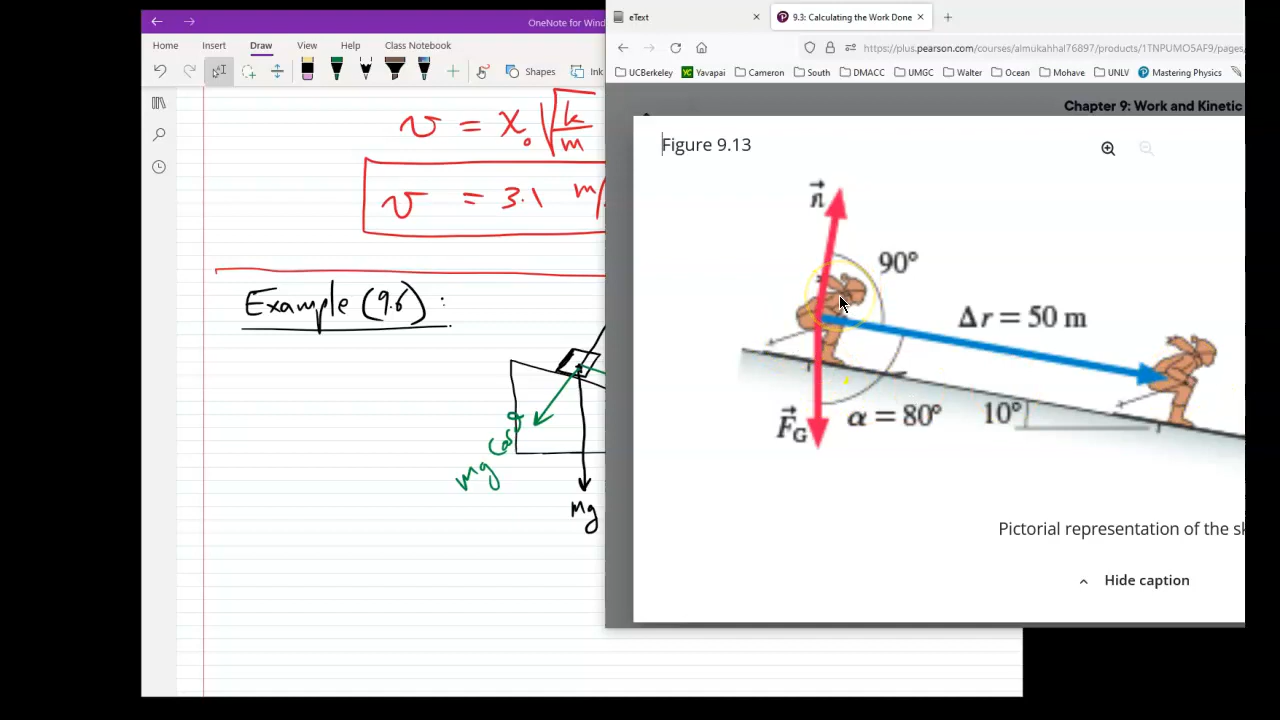 OneNote for Wind
Home Insert Draw View Help Class Notebook
Shapes Ink
v = x₀ √k/m
v = 3.1 m/
Example (9.6) :
mg cos θ
mg
eText
9.3: Calculating the Work Done
https://plus.pearson.com/courses/almukahhal76897/products/1TNPUMO5AF9/pages,
UCBerkeley Yavapai Cameron South DMACC UMGC Walter Ocean Mohave UNLV Mastering Physics
Chapter 9: Work and Kinetic
Figure 9.13
n⃗
90°
Δr = 50 m
F⃗G
α = 80°
10°
Pictorial representation of the sk
Hide caption